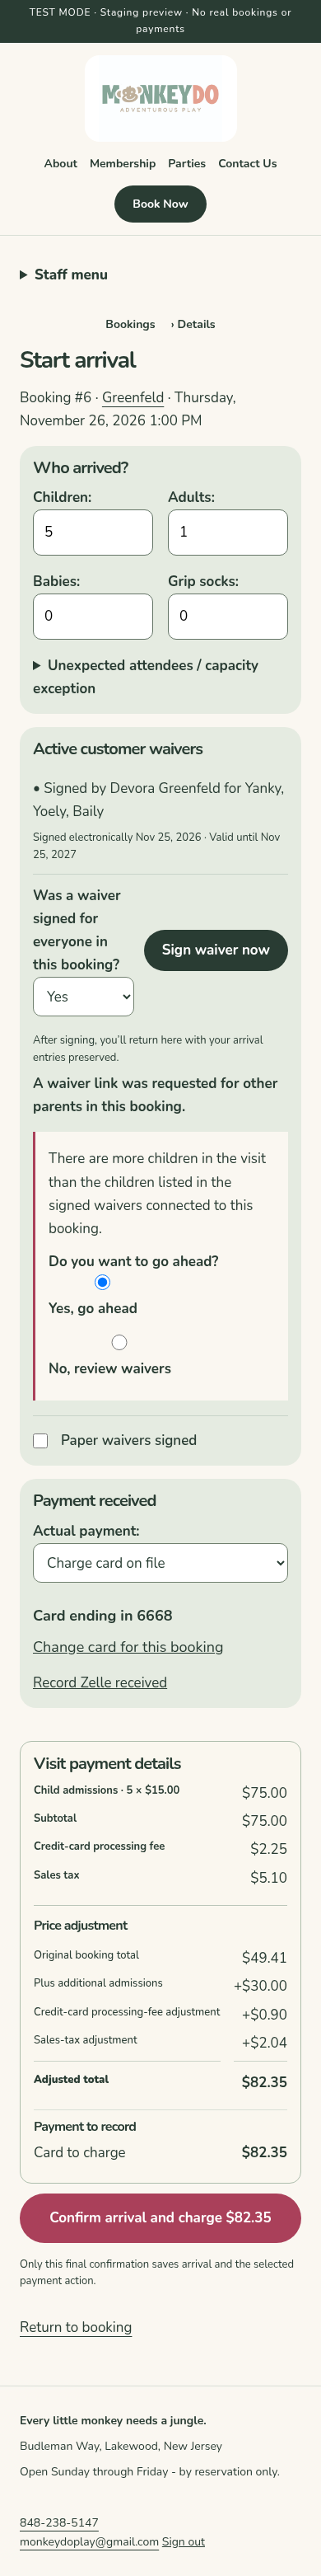 TEST MODE · Staging preview · No real bookings or
payments
MONKEYDO
ADVENTUROUS PLAY
About Membership Parties Contact Us
Book Now
▶ Staff menu
Bookings › Details
Start arrival
Booking #6 · Greenfeld · Thursday,
November 26, 2026 1:00 PM
Who arrived?
Children: Adults:
5 1
Babies: Grip socks:
0 0
▶ Unexpected attendees / capacity
exception
Active customer waivers
• Signed by Devora Greenfeld for Yanky,
Yoely, Baily
Signed electronically Nov 25, 2026 · Valid until Nov
25, 2027
Was a waiver
signed for
everyone in
this booking?
Yes
Sign waiver now
After signing, you’ll return here with your arrival
entries preserved.
A waiver link was requested for other
parents in this booking.
There are more children in the visit
than the children listed in the
signed waivers connected to this
booking.
Do you want to go ahead?
Yes, go ahead
No, review waivers
Paper waivers signed
Payment received
Actual payment:
Charge card on file
Card ending in 6668
Change card for this booking
Record Zelle received
Visit payment details
Child admissions · 5 × $15.00 $75.00
Subtotal $75.00
Credit-card processing fee $2.25
Sales tax $5.10
Price adjustment
Original booking total $49.41
Plus additional admissions +$30.00
Credit-card processing-fee adjustment +$0.90
Sales-tax adjustment +$2.04
Adjusted total $82.35
Payment to record
Card to charge $82.35
Confirm arrival and charge $82.35
Only this final confirmation saves arrival and the selected
payment action.
Return to booking
Every little monkey needs a jungle.
Budleman Way, Lakewood, New Jersey
Open Sunday through Friday - by reservation only.
848-238-5147
monkeydoplay@gmail.com Sign out